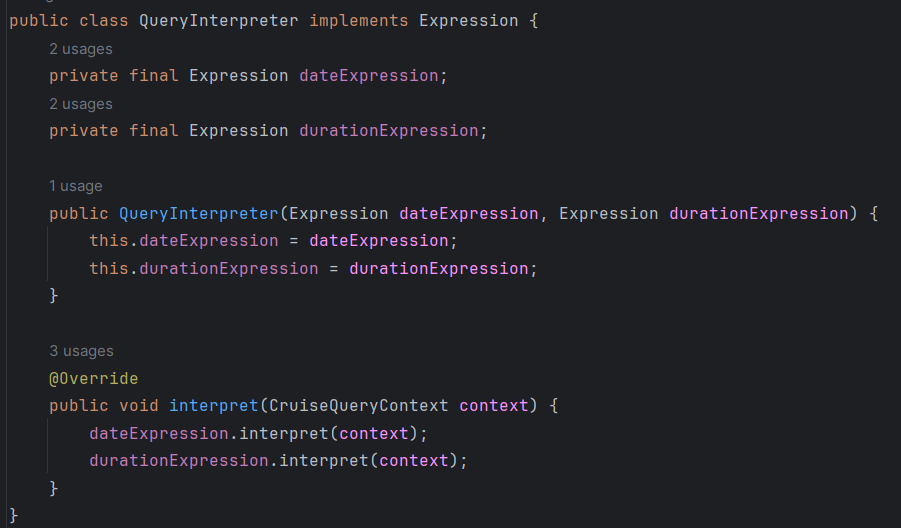 public class QueryInterpreter implements Expression {
2 usages
private final Expression dateExpression;
2 usages
private final Expression durationExpression;
1 usage
public QueryInterpreter(Expression dateExpression, Expression durationExpression) {
this.dateExpression = dateExpression;
this.durationExpression = durationExpression;
}
3 usages
@Override
public void interpret(CruiseQueryContext context) {
dateExpression.interpret(context);
durationExpression.interpret(context);
}
}